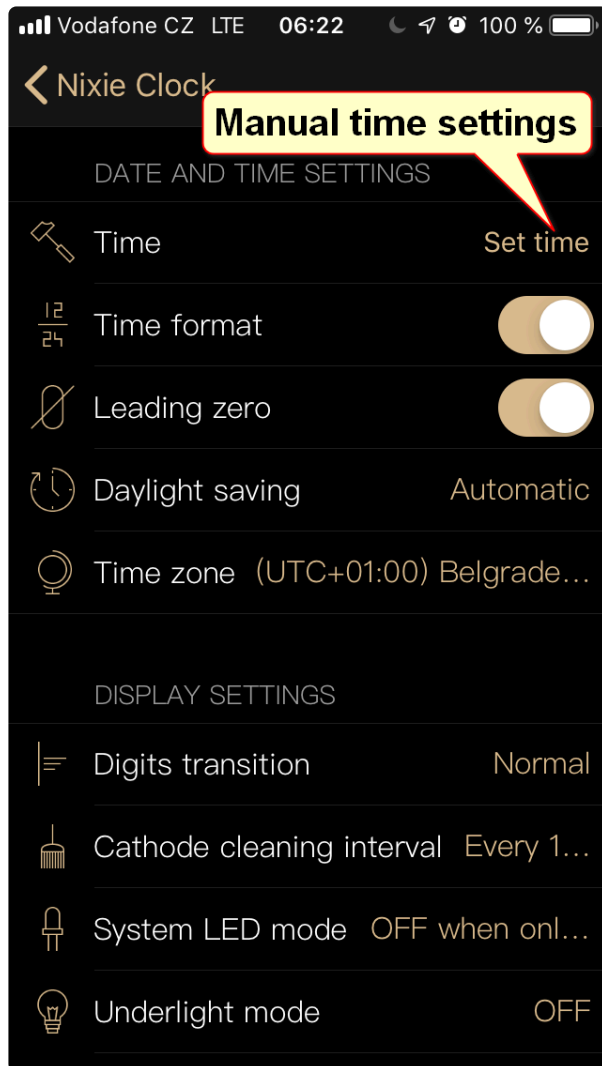 Vodafone CZ LTE 06:22 100 %
Nixie Clock
Manual time settings
DATE AND TIME SETTINGS
Time Set time
12
24
Time format
Leading zero
Daylight saving Automatic
Time zone (UTC+01:00) Belgrade...
DISPLAY SETTINGS
Digits transition Normal
Cathode cleaning interval Every 1...
System LED mode OFF when onl...
Underlight mode OFF